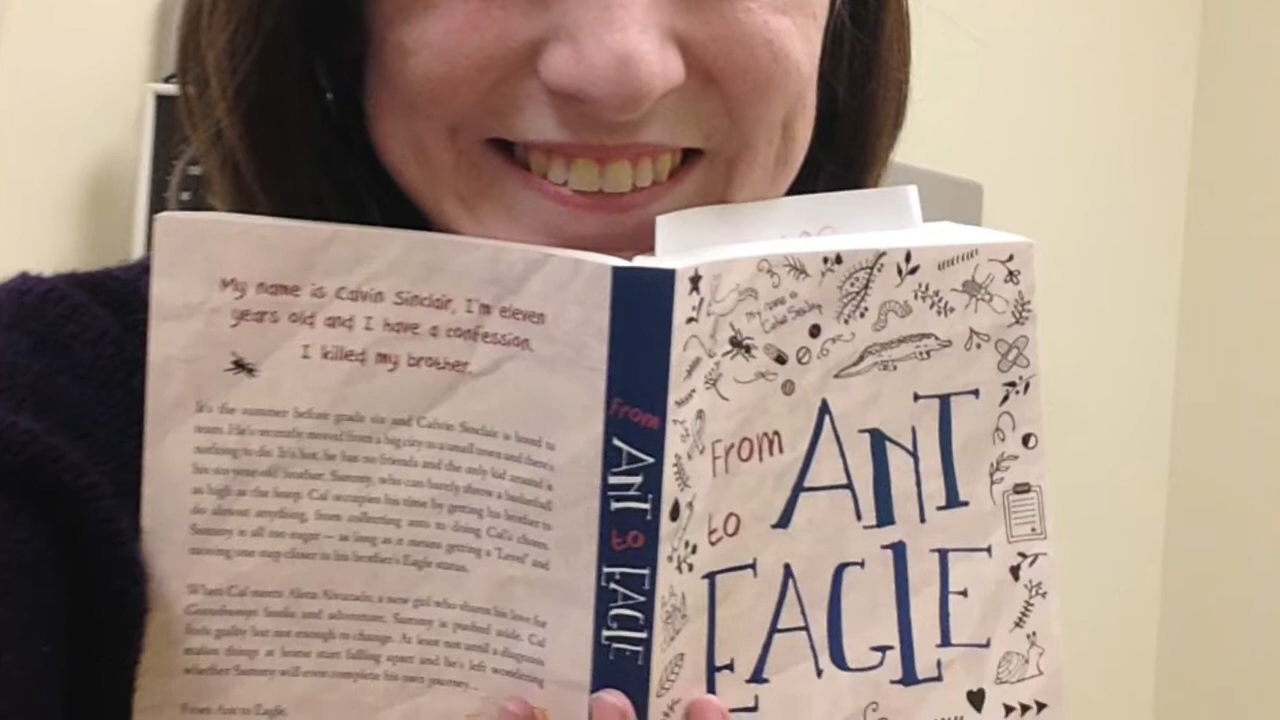 My name is Calvin Sinclair, I'm eleven
years old and I have a confession.
I killed my brother.
It's the summer before grade six and Calvin Sinclair is bored to
tears. He's recently moved from a big city to a small town and there's
nothing to do. It's hot, he has no friends and the only kid around is
his six-year-old brother, Sammy, who can barely throw a basketball
as high as the hoop. Cal occupies his time by getting his brother to
do almost anything, from collecting ants to doing Cal's chores.
Sammy is all too eager – as long as it means getting a "Level" and
moving one step closer to his brother's Eagle status.
When Cal meets Aleta Alvarado, a new girl who shares his love for
Goosebumps books and adventure, Sammy is pushed aside. Cal
feels guilty but not enough to change. At least not until a diagnosis
makes things at home start falling apart and he's left wondering
whether Sammy will even complete his own journey...
From Ant to Eagle.
From ANT to EAGLE
My name is
From ANT
to
EAGLE